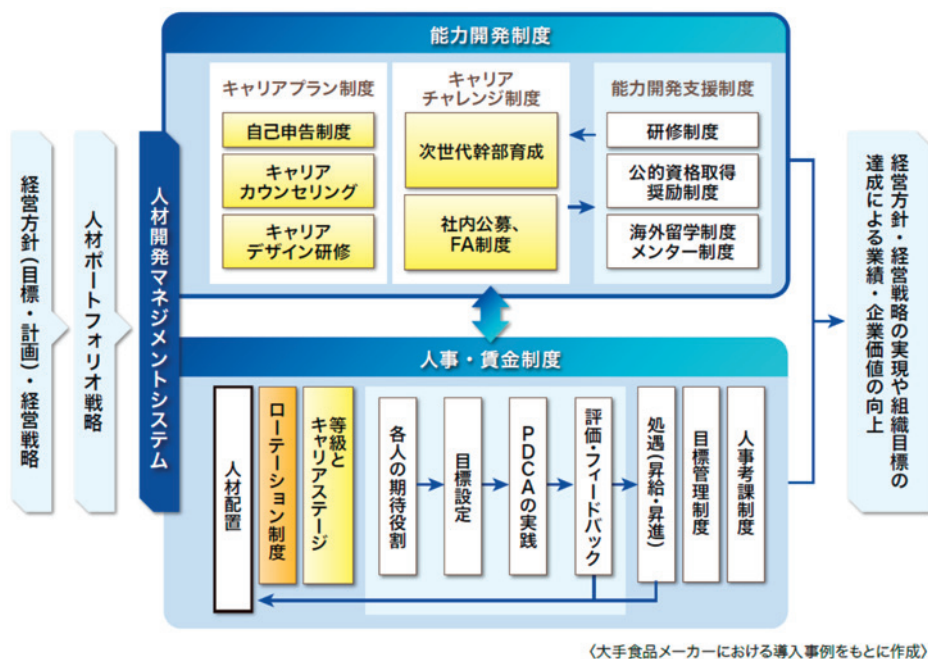 能力開発制度
キャリアプラン制度
自己申告制度
キャリア
カウンセリング
キャリア
デザイン研修
キャリア
チャレンジ制度
次世代幹部育成
社内公募、
FA制度
能力開発支援制度
研修制度
公的資格取得
奨励制度
海外留学制度
メンター制度
経営方針（目標・計画）・経営戦略
人材ポートフォリオ戦略
人材開発マネジメントシステム
人事・賃金制度
人材配置
ローテーション制度
等級と
キャリアステージ
各人の期待役割
目標設定
PDCAの実践
評価・フィードバック
処遇（昇給・昇進）
目標管理制度
人事考課制度
経営方針・経営戦略の実現や組織目標の
達成による業績・企業価値の向上
〈大手食品メーカーにおける導入事例をもとに作成〉